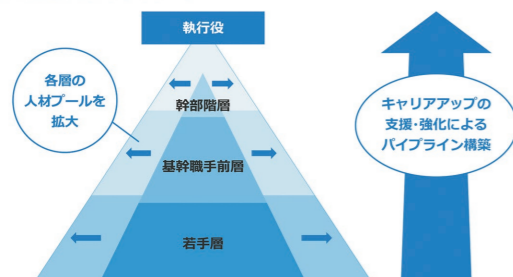 執行役
各層の
人材プールを
拡大
幹部階層
基幹職手前層
若手層
キャリアアップの
支援・強化による
パイプライン構築